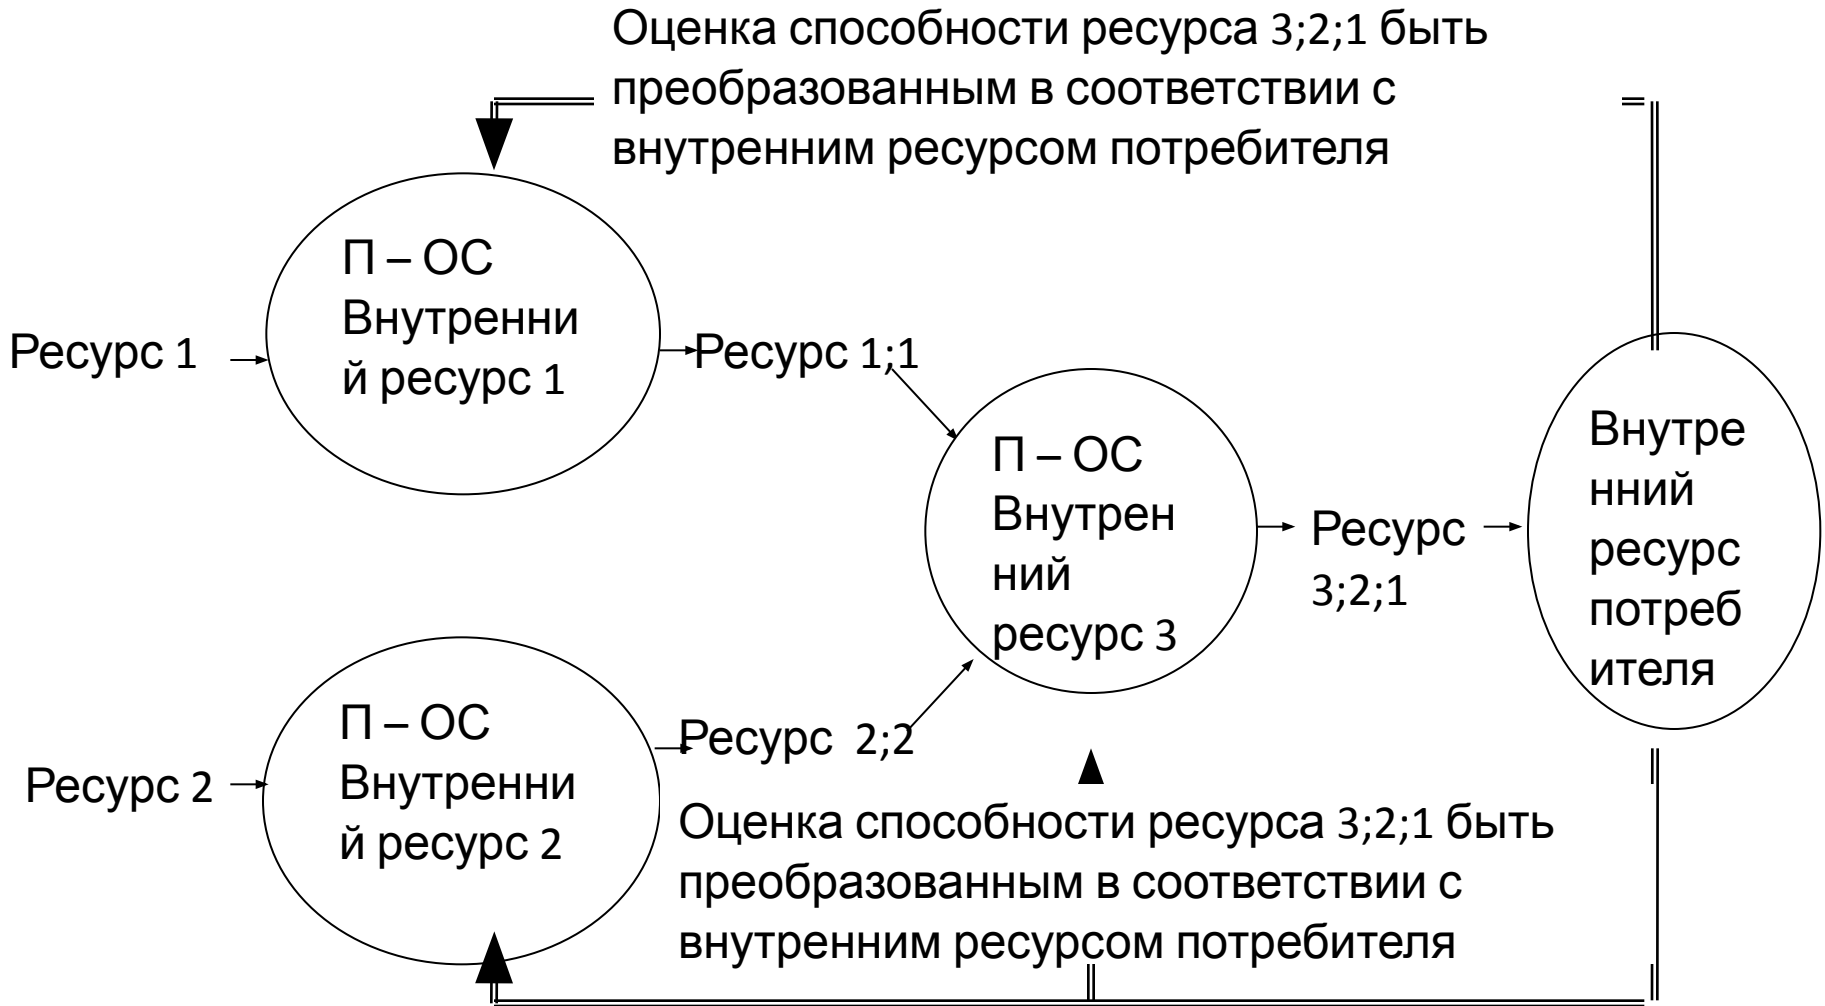 Оценка способности ресурса 3;2;1 быть
преобразованным в соответствии с
внутренним ресурсом потребителя
П – ОС
Внутренни
й ресурс 1
Ресурс 1
Ресурс 1;1
П – ОС
Внутрен
ний
ресурс 3
Ресурс
3;2;1
Внутре
нний
ресурс
потреб
ителя
П – ОС
Внутренни
й ресурс 2
Ресурс 2
Ресурс 2;2
Оценка способности ресурса 3;2;1 быть
преобразованным в соответствии с
внутренним ресурсом потребителя